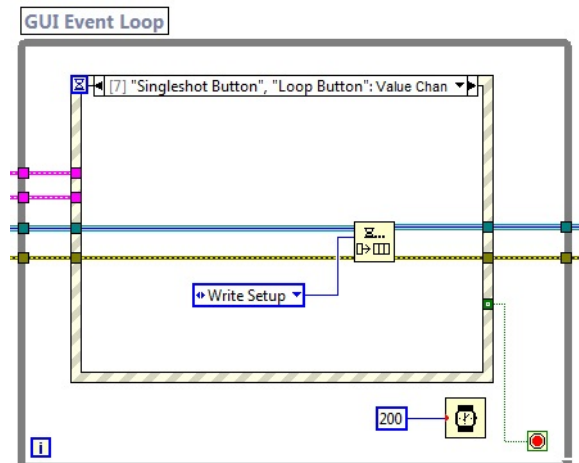 GUI Event Loop
[7] "Singleshot Button", "Loop Button": Value Chan
Write Setup
200
i